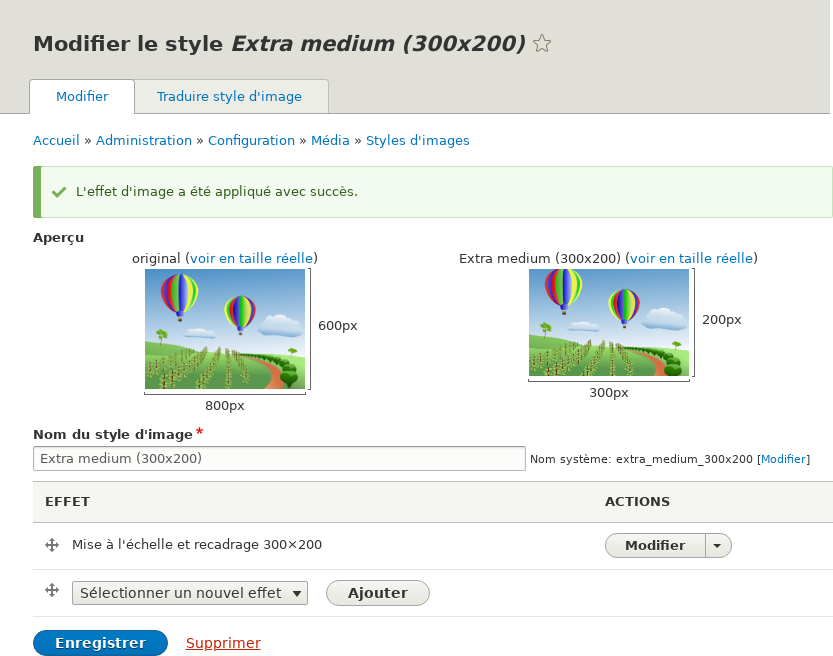 Modifier le style Extra medium (300x200)
Modifier
Traduire style d'image
Accueil » Administration » Configuration » Média » Styles d'images
L'effet d'image a été appliqué avec succès.
Aperçu
original (voir en taille réelle)
600px
800px
Extra medium (300x200) (voir en taille réelle)
200px
300px
Nom du style d'image*
Extra medium (300x200)
Nom système: extra_medium_300x200 [Modifier]
EFFET
ACTIONS
Mise à l'échelle et recadrage 300×200
Modifier
Sélectionner un nouvel effet
Ajouter
Enregistrer
Supprimer